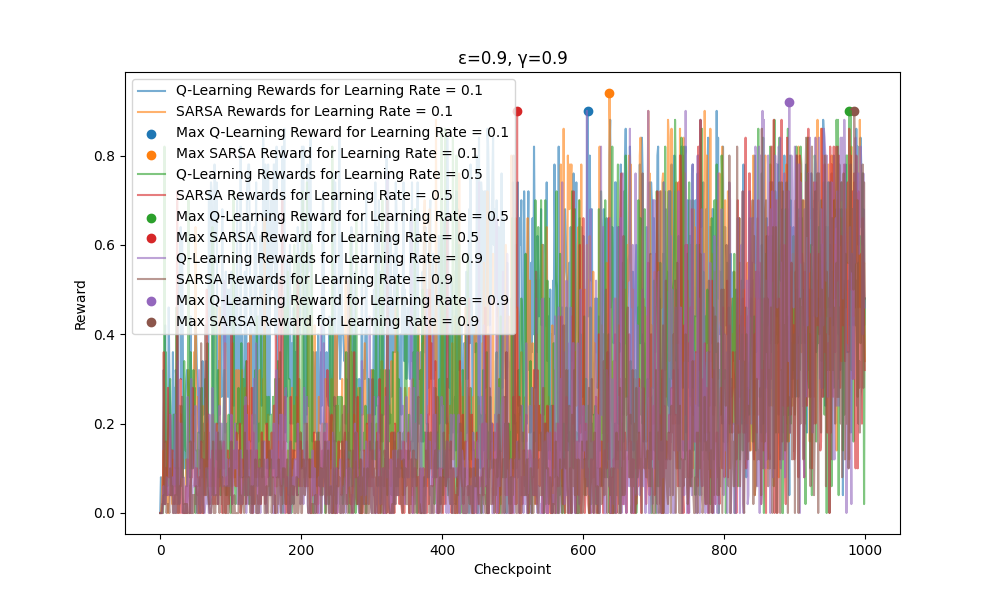 ε=0.9, γ=0.9
Q-Learning Rewards for Learning Rate = 0.1
SARSA Rewards for Learning Rate = 0.1
Max Q-Learning Reward for Learning Rate = 0.1
Max SARSA Reward for Learning Rate = 0.1
Q-Learning Rewards for Learning Rate = 0.5
SARSA Rewards for Learning Rate = 0.5
Max Q-Learning Reward for Learning Rate = 0.5
Max SARSA Reward for Learning Rate = 0.5
Q-Learning Rewards for Learning Rate = 0.9
SARSA Rewards for Learning Rate = 0.9
Max Q-Learning Reward for Learning Rate = 0.9
Max SARSA Reward for Learning Rate = 0.9
Reward
0.8
0.6
0.4
0.2
0.0
0 200 400 600 800 1000
Checkpoint